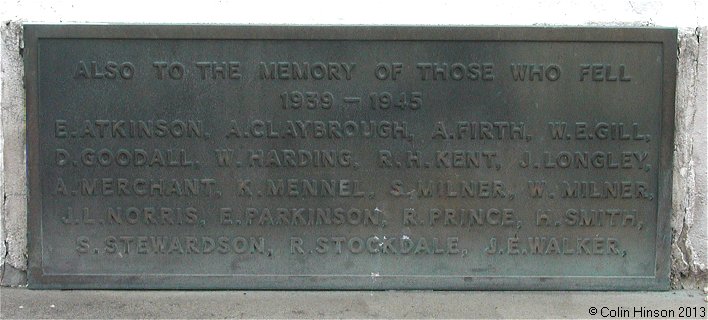 ALSO TO THE MEMORY OF THOSE WHO FELL
1939 – 1945
E. ATKINSON, A. CLAYBROUGH, A. FIRTH, W. E. GILL,
D. GOODALL. W. HARDING, R. H. KENT, J. LONGLEY,
A. MERCHANT, K. MENNEL, S. MILNER, W. MILNER,
J. L. NORRIS, E. PARKINSON, R. PRINCE, H. SMITH,
S. STEWARDSON, R. STOCKDALE, J. E. WALKER,
© Colin Hinson 2013